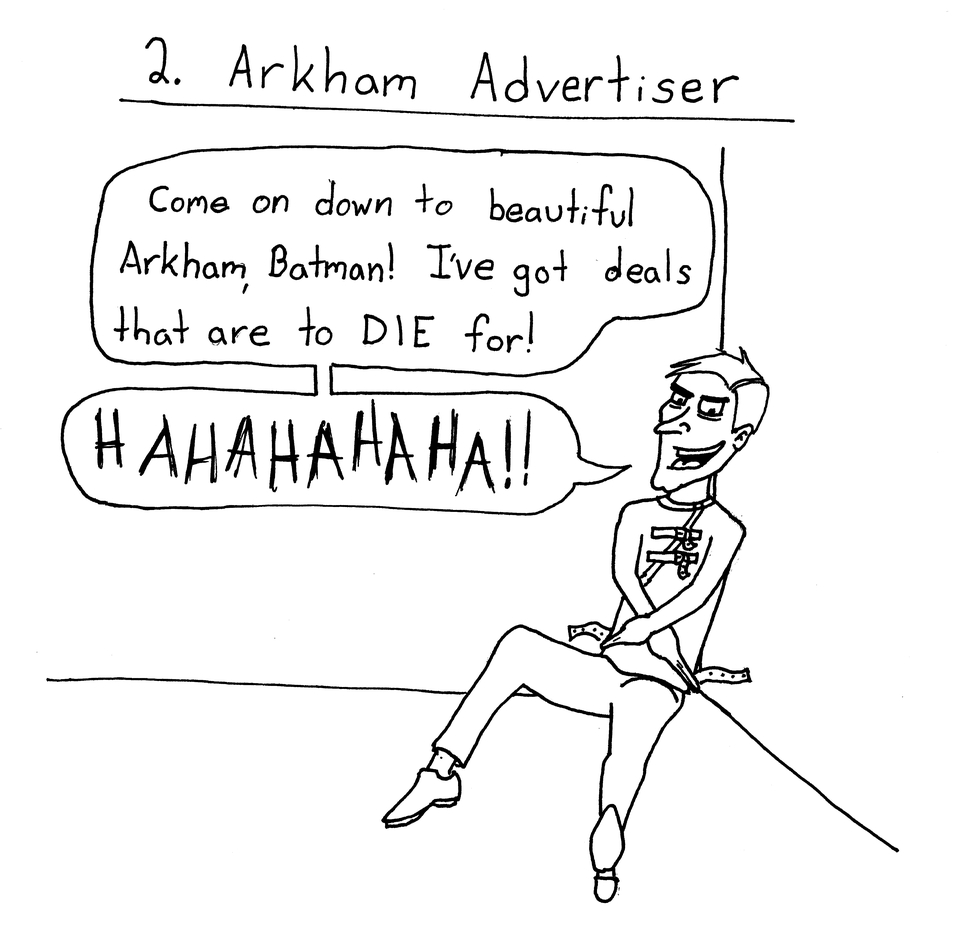 2. Arkham Advertiser
Come on down to beautiful
Arkham, Batman! I've got deals
that are to DIE for!
HAHAHAHAHA!!